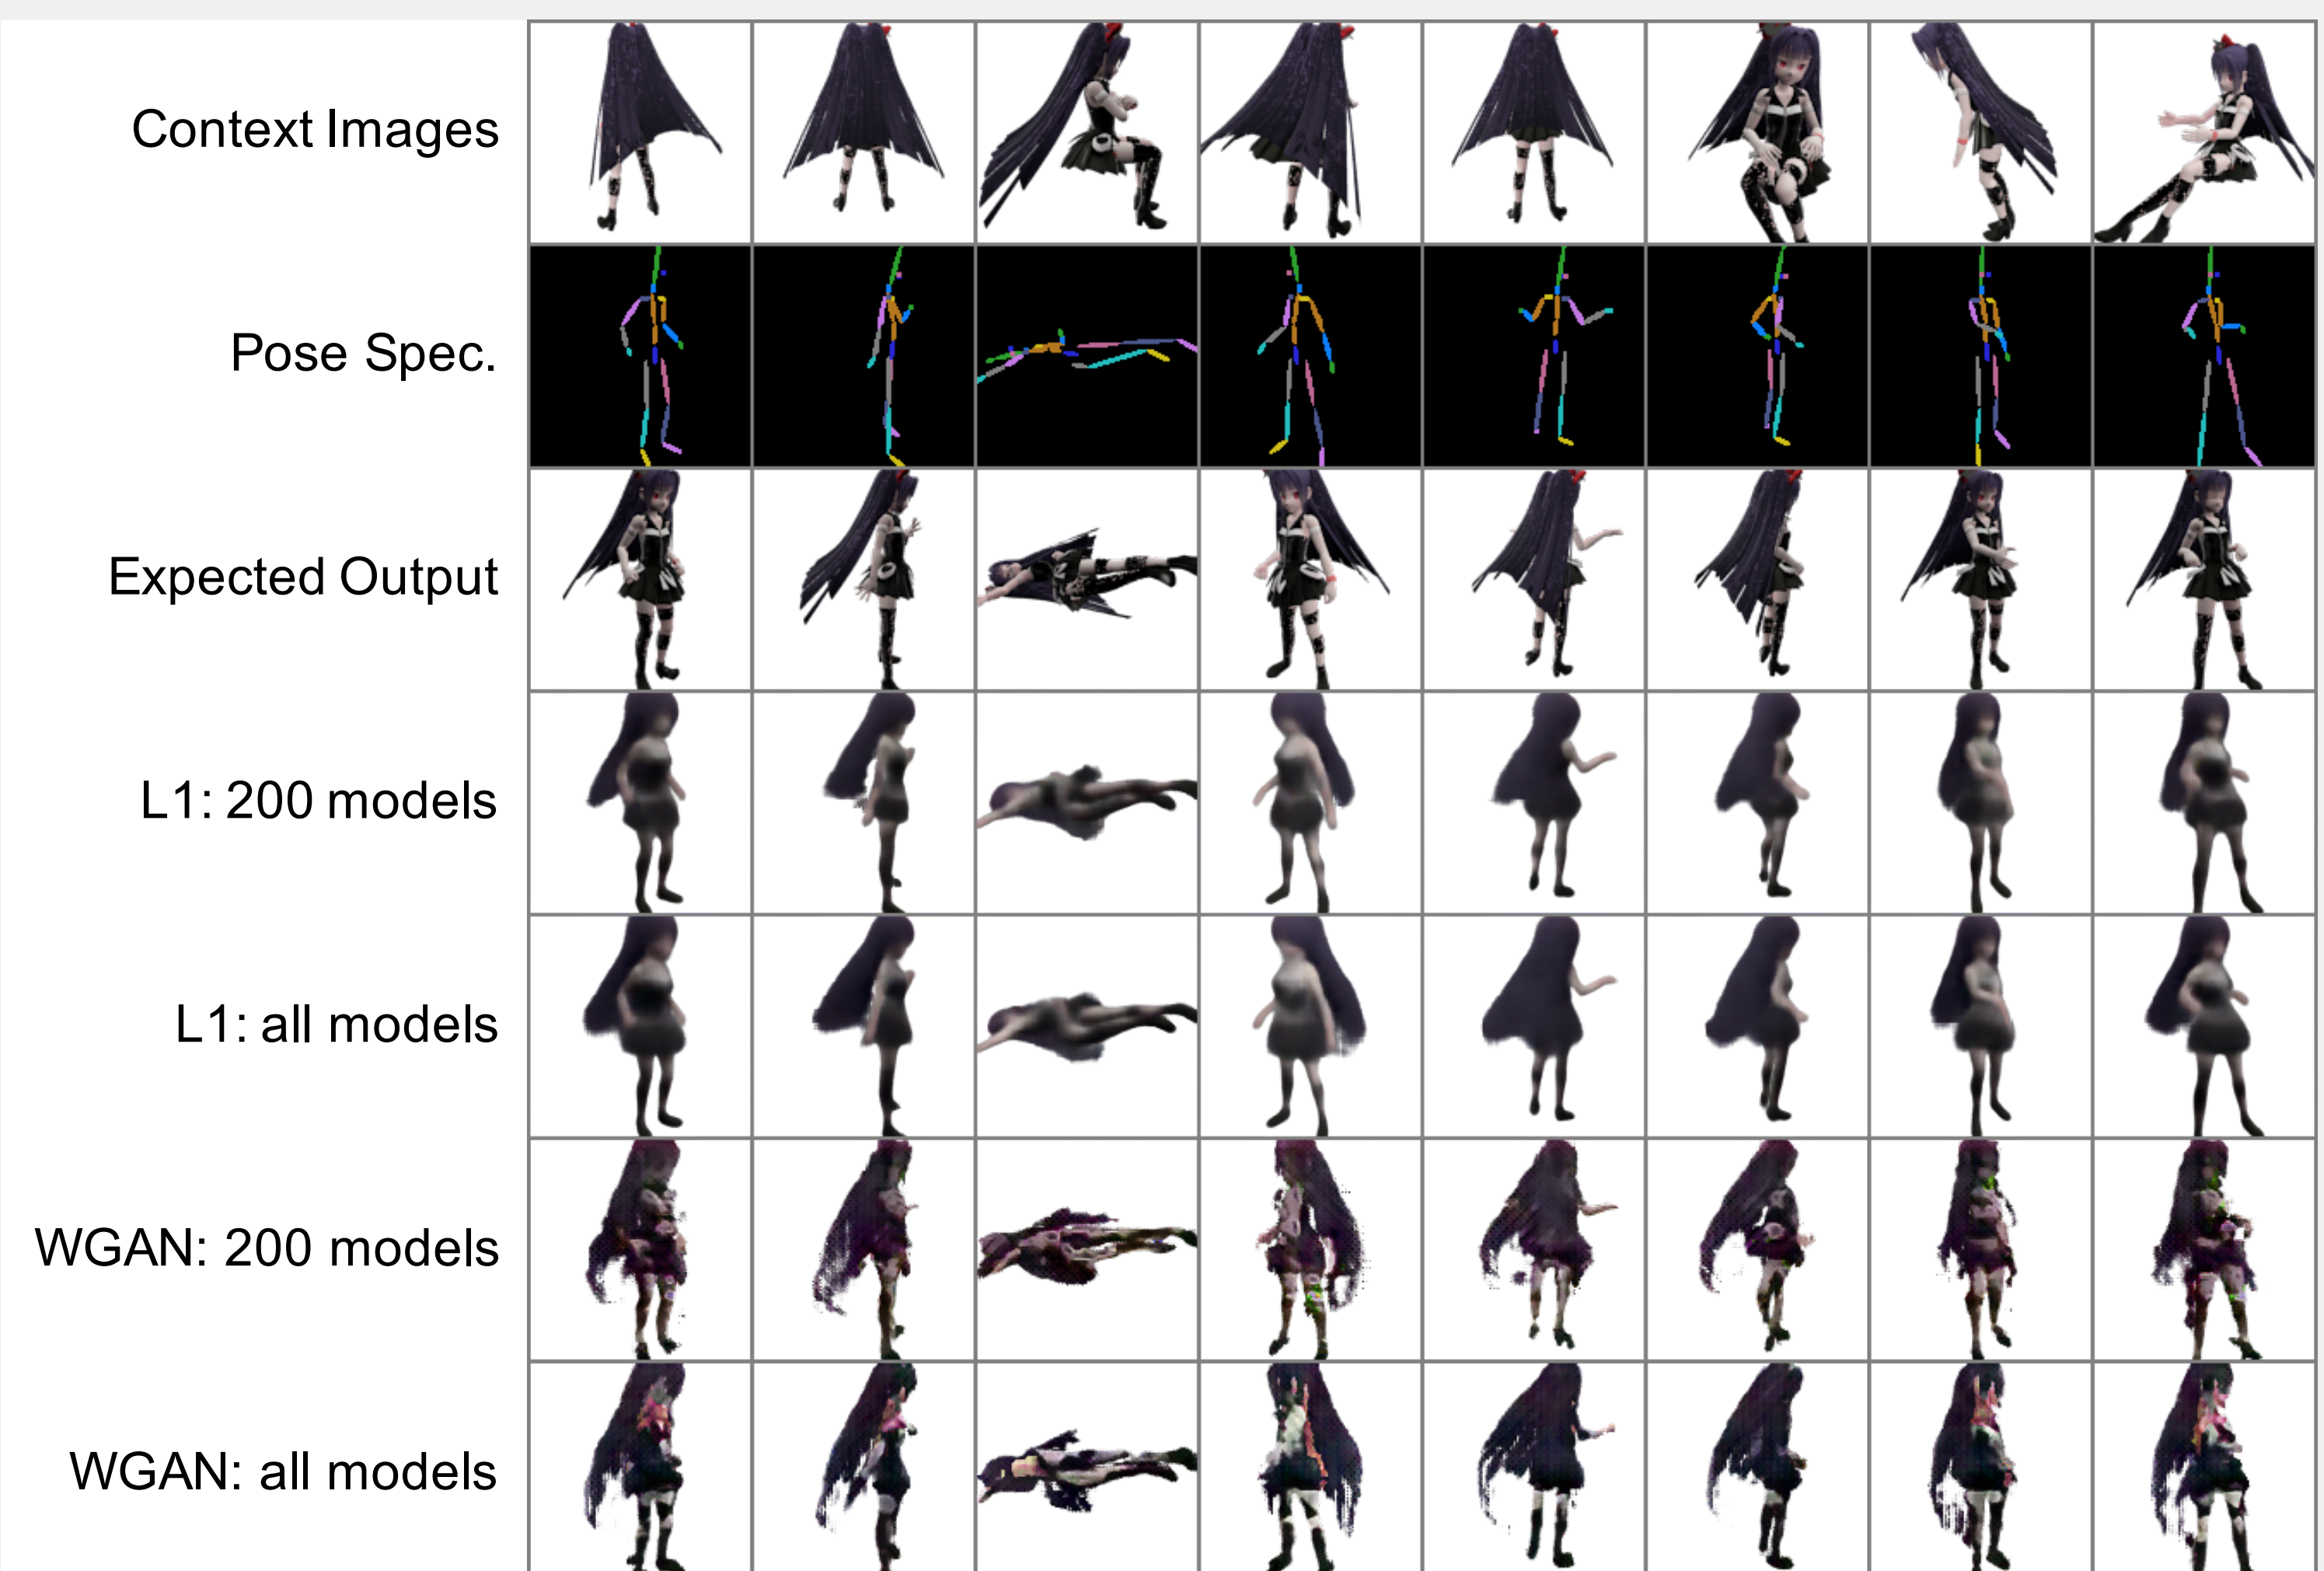 Context Images
Pose Spec.
Expected Output
L1: 200 models
L1: all models
WGAN: 200 models
WGAN: all models